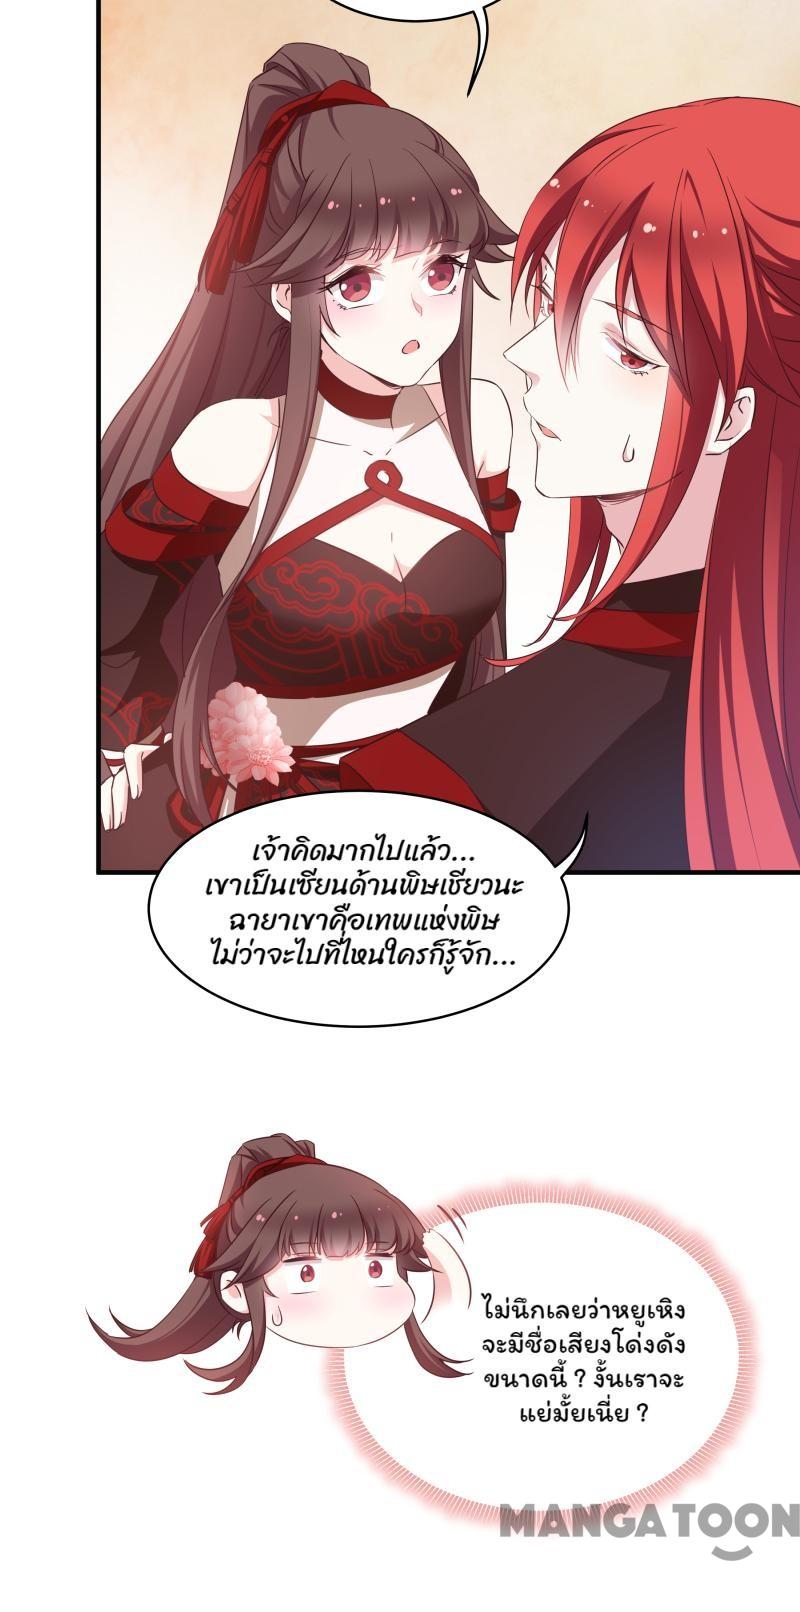 เจ้าคิดมากไปแล้ว...
เขาเป็นเซียนด้านพิษเชียวนะ
ฉายาเขาคือเทพแห่งพิษ
ไม่ว่าจะไปที่ไหนใครก็รู้จัก...
ไม่นึกเลยว่าหยูเหิง
จะมีชื่อเสียงโด่งดัง
ขนาดนี้ ? งั้นเราจะ
แย่มั้ยเนี่ย ?
MANGATOON